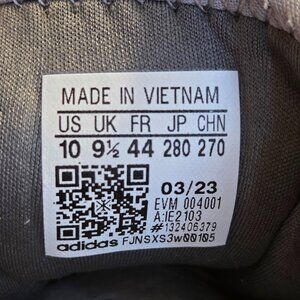 MADE IN VIETNAM
US UK FR JP CHN
10 9½ 44 280 270
03/23
EVM 004001
A:IE2103
#132406379
adidas FJNSXS3W00105